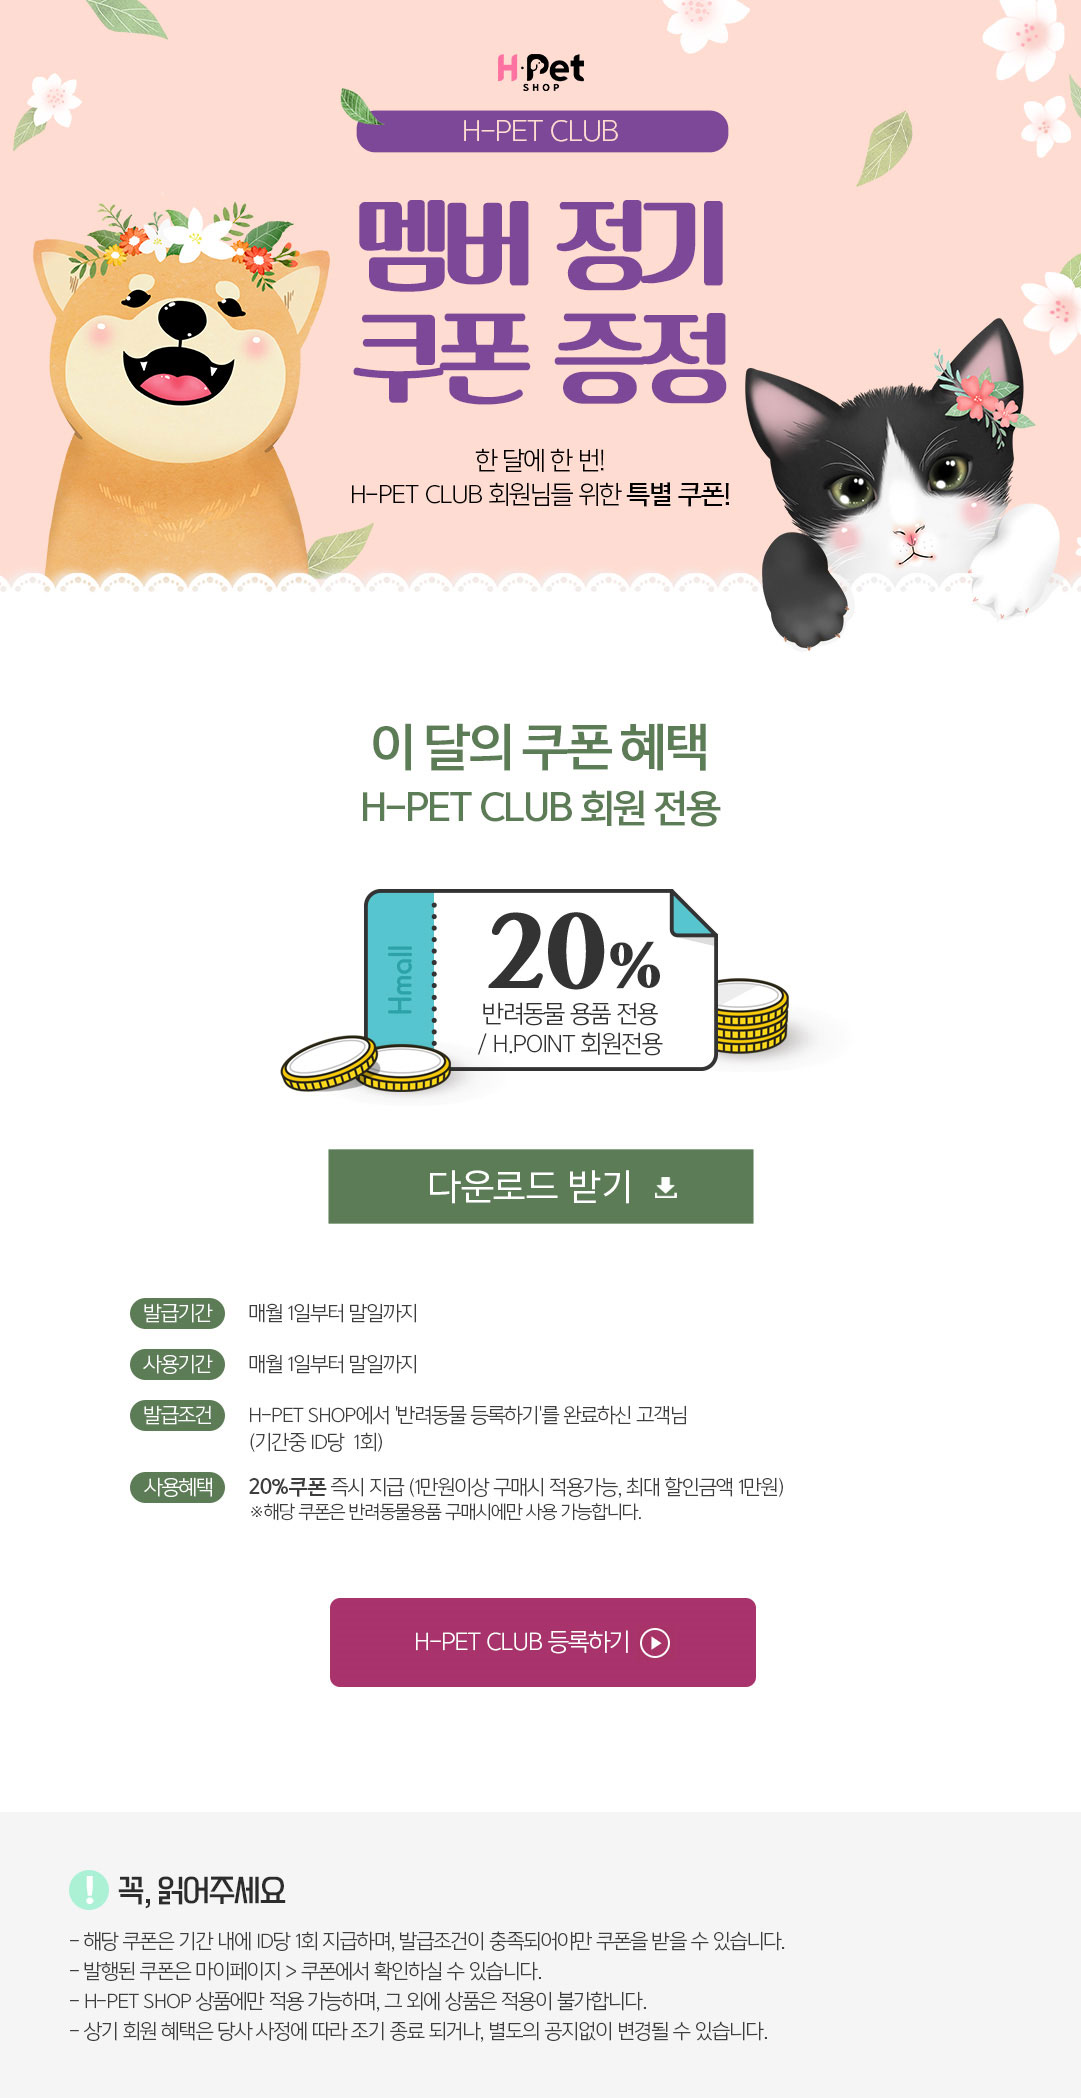 H·Pet
SHOP
H-PET CLUB
멤버 정기
쿠폰 증정
한 달에 한 번!
H-PET CLUB 회원님들 위한 특별 쿠폰!
이 달의 쿠폰 혜택
H-PET CLUB 회원 전용
Hmall
20%
반려동물 용품 전용
/ H.POINT 회원전용
다운로드 받기
발급기간 매월 1일부터 말일까지
사용기간 매월 1일부터 말일까지
발급조건 H-PET SHOP에서 '반려동물 등록하기'를 완료하신 고객님
(기간중 ID당 1회)
사용혜택 20%쿠폰 즉시 지급 (1만원이상 구매시 적용가능, 최대 할인금액 1만원)
※해당 쿠폰은 반려동물용품 구매시에만 사용 가능합니다.
H-PET CLUB 등록하기
! 꼭, 읽어주세요
- 해당 쿠폰은 기간 내에 ID당 1회 지급하며, 발급조건이 충족되어야만 쿠폰을 받을 수 있습니다.
- 발행된 쿠폰은 마이페이지 > 쿠폰에서 확인하실 수 있습니다.
- H-PET SHOP 상품에만 적용 가능하며, 그 외에 상품은 적용이 불가합니다.
- 상기 회원 혜택은 당사 사정에 따라 조기 종료 되거나, 별도의 공지없이 변경될 수 있습니다.